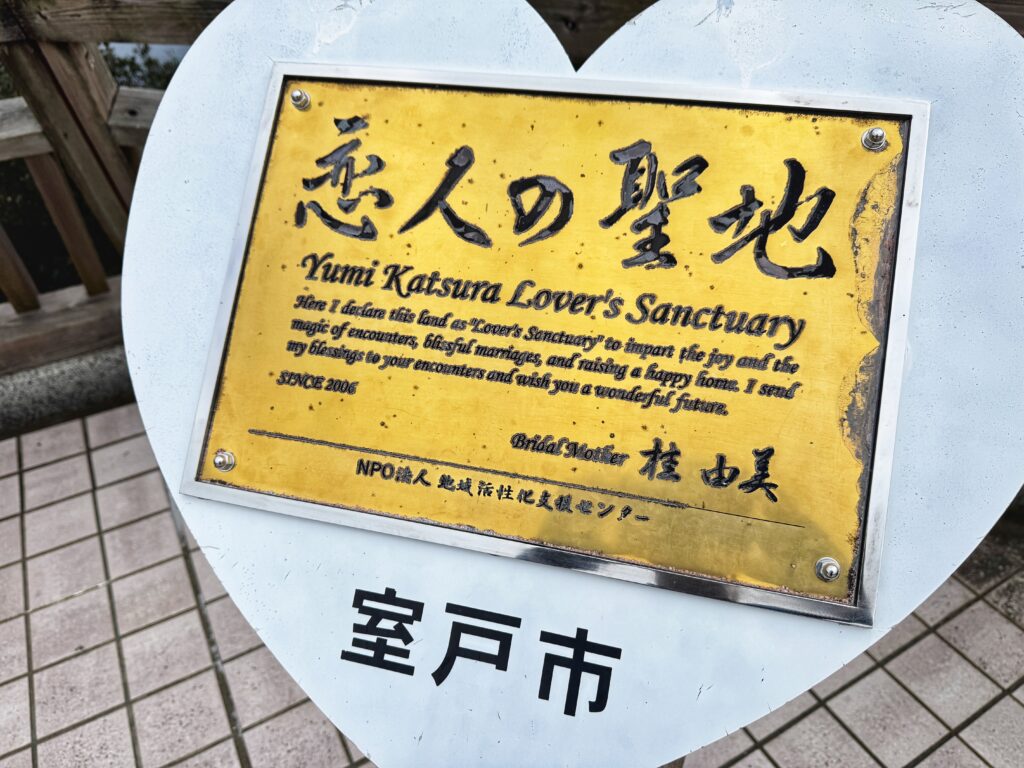 恋人の聖地
Yumi Katsura Lover's Sanctuary
Here I declare this land as "Lover's Sanctuary" to impart the joy and the
magic of encounters, blissful marriages, and raising a happy home. I send
my blessings to your encounters and wish you a wonderful future.
SINCE 2006
Bridal Mother 桂 由美
NPO法人 地域活性化支援センター
室戸市